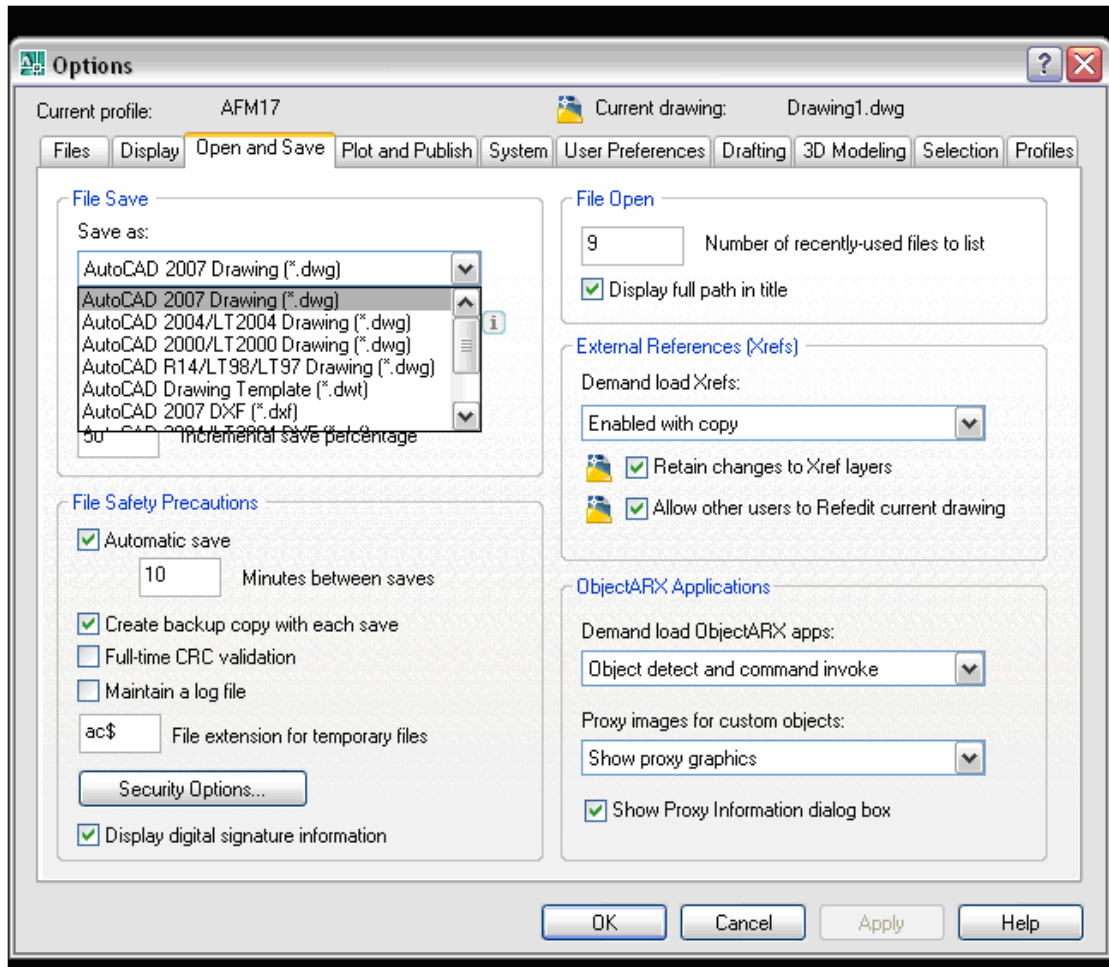 Options
Current profile: AFM17 Current drawing: Drawing1.dwg
Files Display Open and Save Plot and Publish System User Preferences Drafting 3D Modeling Selection Profiles
File Save
Save as:
AutoCAD 2007 Drawing (*.dwg)
AutoCAD 2007 Drawing (*.dwg)
AutoCAD 2004/LT2004 Drawing (*.dwg)
AutoCAD 2000/LT2000 Drawing (*.dwg)
AutoCAD R14/LT98/LT97 Drawing (*.dwg)
AutoCAD Drawing Template (*.dwt)
AutoCAD 2007 DXF (*.dxf)
Incremental save percentage
File Safety Precautions
Automatic save
10 Minutes between saves
Create backup copy with each save
Full-time CRC validation
Maintain a log file
ac$ File extension for temporary files
Security Options...
Display digital signature information
File Open
9 Number of recently-used files to list
Display full path in title
External References (Xrefs)
Demand load Xrefs:
Enabled with copy
Retain changes to Xref layers
Allow other users to Refedit current drawing
ObjectARX Applications
Demand load ObjectARX apps:
Object detect and command invoke
Proxy images for custom objects:
Show proxy graphics
Show Proxy Information dialog box
OK Cancel Apply Help